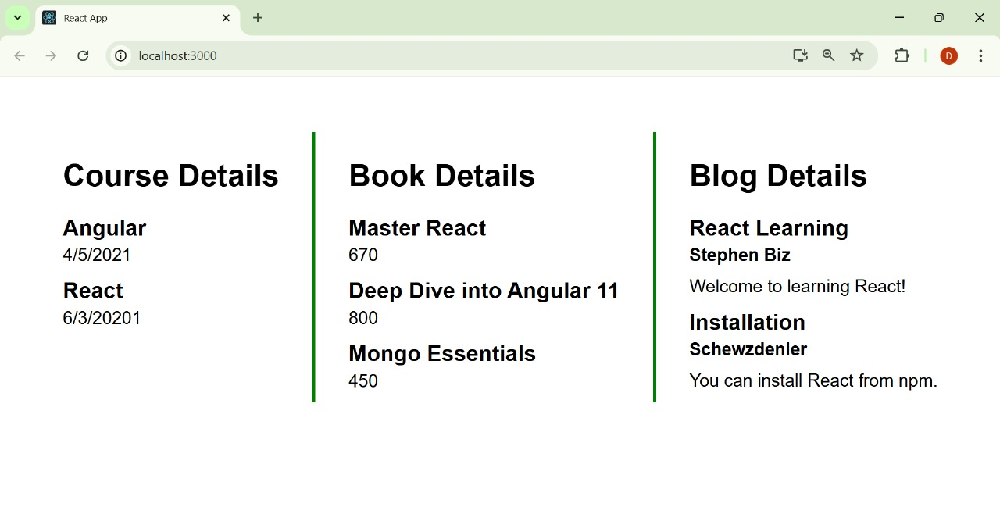 React App
localhost:3000
D
Course Details
Angular
4/5/2021
React
6/3/20201
Book Details
Master React
670
Deep Dive into Angular 11
800
Mongo Essentials
450
Blog Details
React Learning
Stephen Biz
Welcome to learning React!
Installation
Schewzdenier
You can install React from npm.